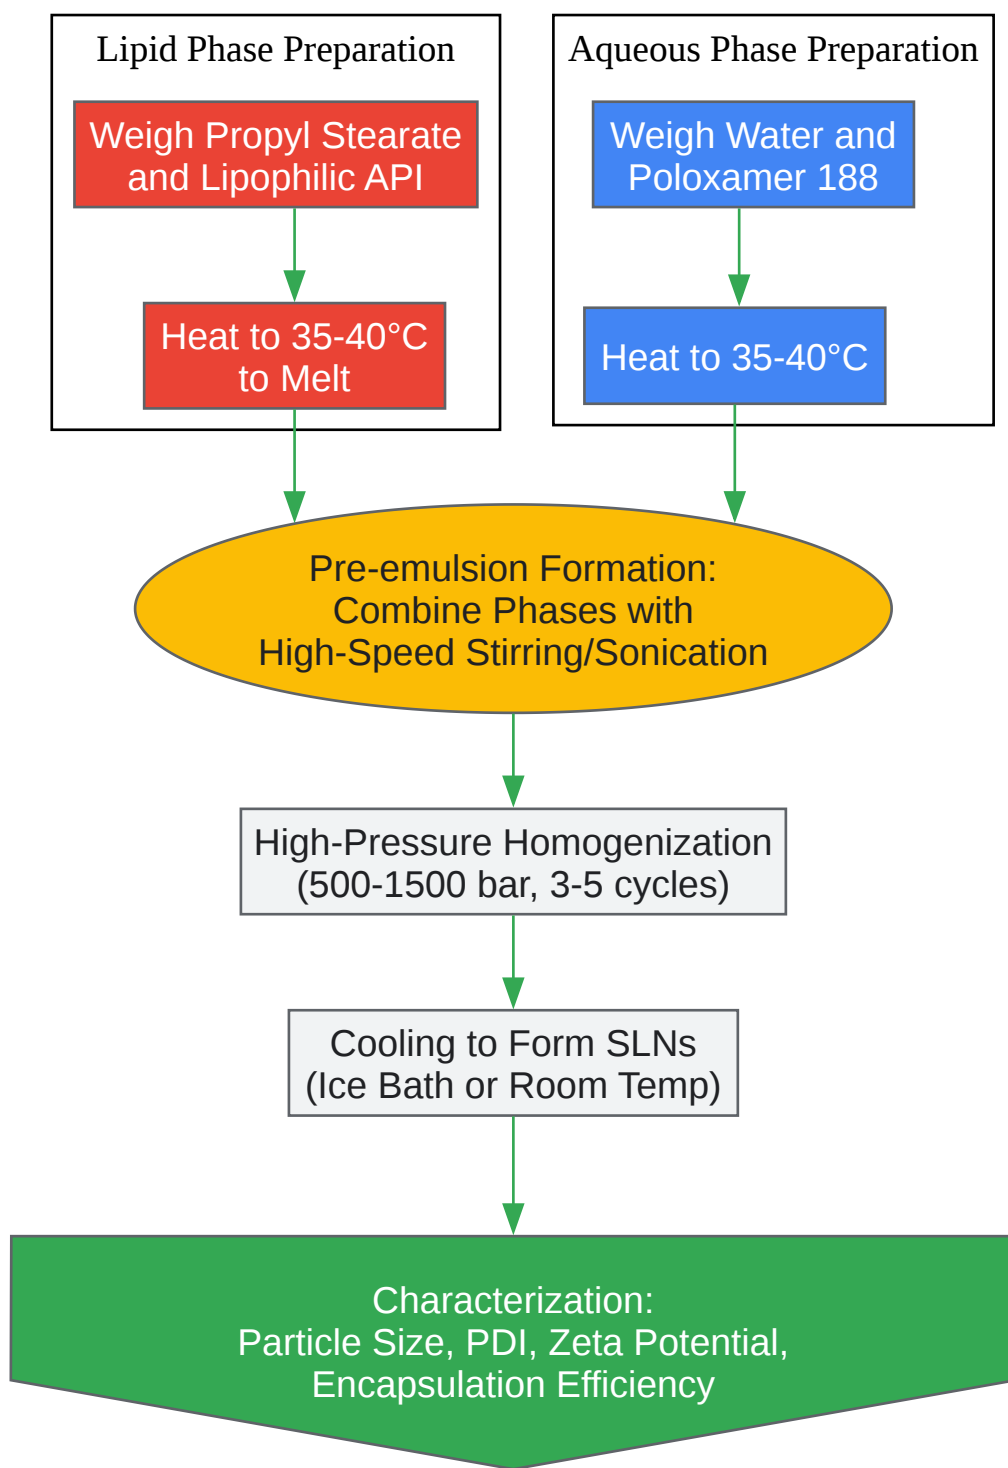 Lipid Phase Preparation
Weigh Propyl Stearate
and Lipophilic API
Heat to 35-40°C
to Melt
Aqueous Phase Preparation
Weigh Water and
Poloxamer 188
Heat to 35-40°C
Pre-emulsion Formation:
Combine Phases with
High-Speed Stirring/Sonication
High-Pressure Homogenization
(500-1500 bar, 3-5 cycles)
Cooling to Form SLNs
(Ice Bath or Room Temp)
Characterization:
Particle Size, PDI, Zeta Potential,
Encapsulation Efficiency